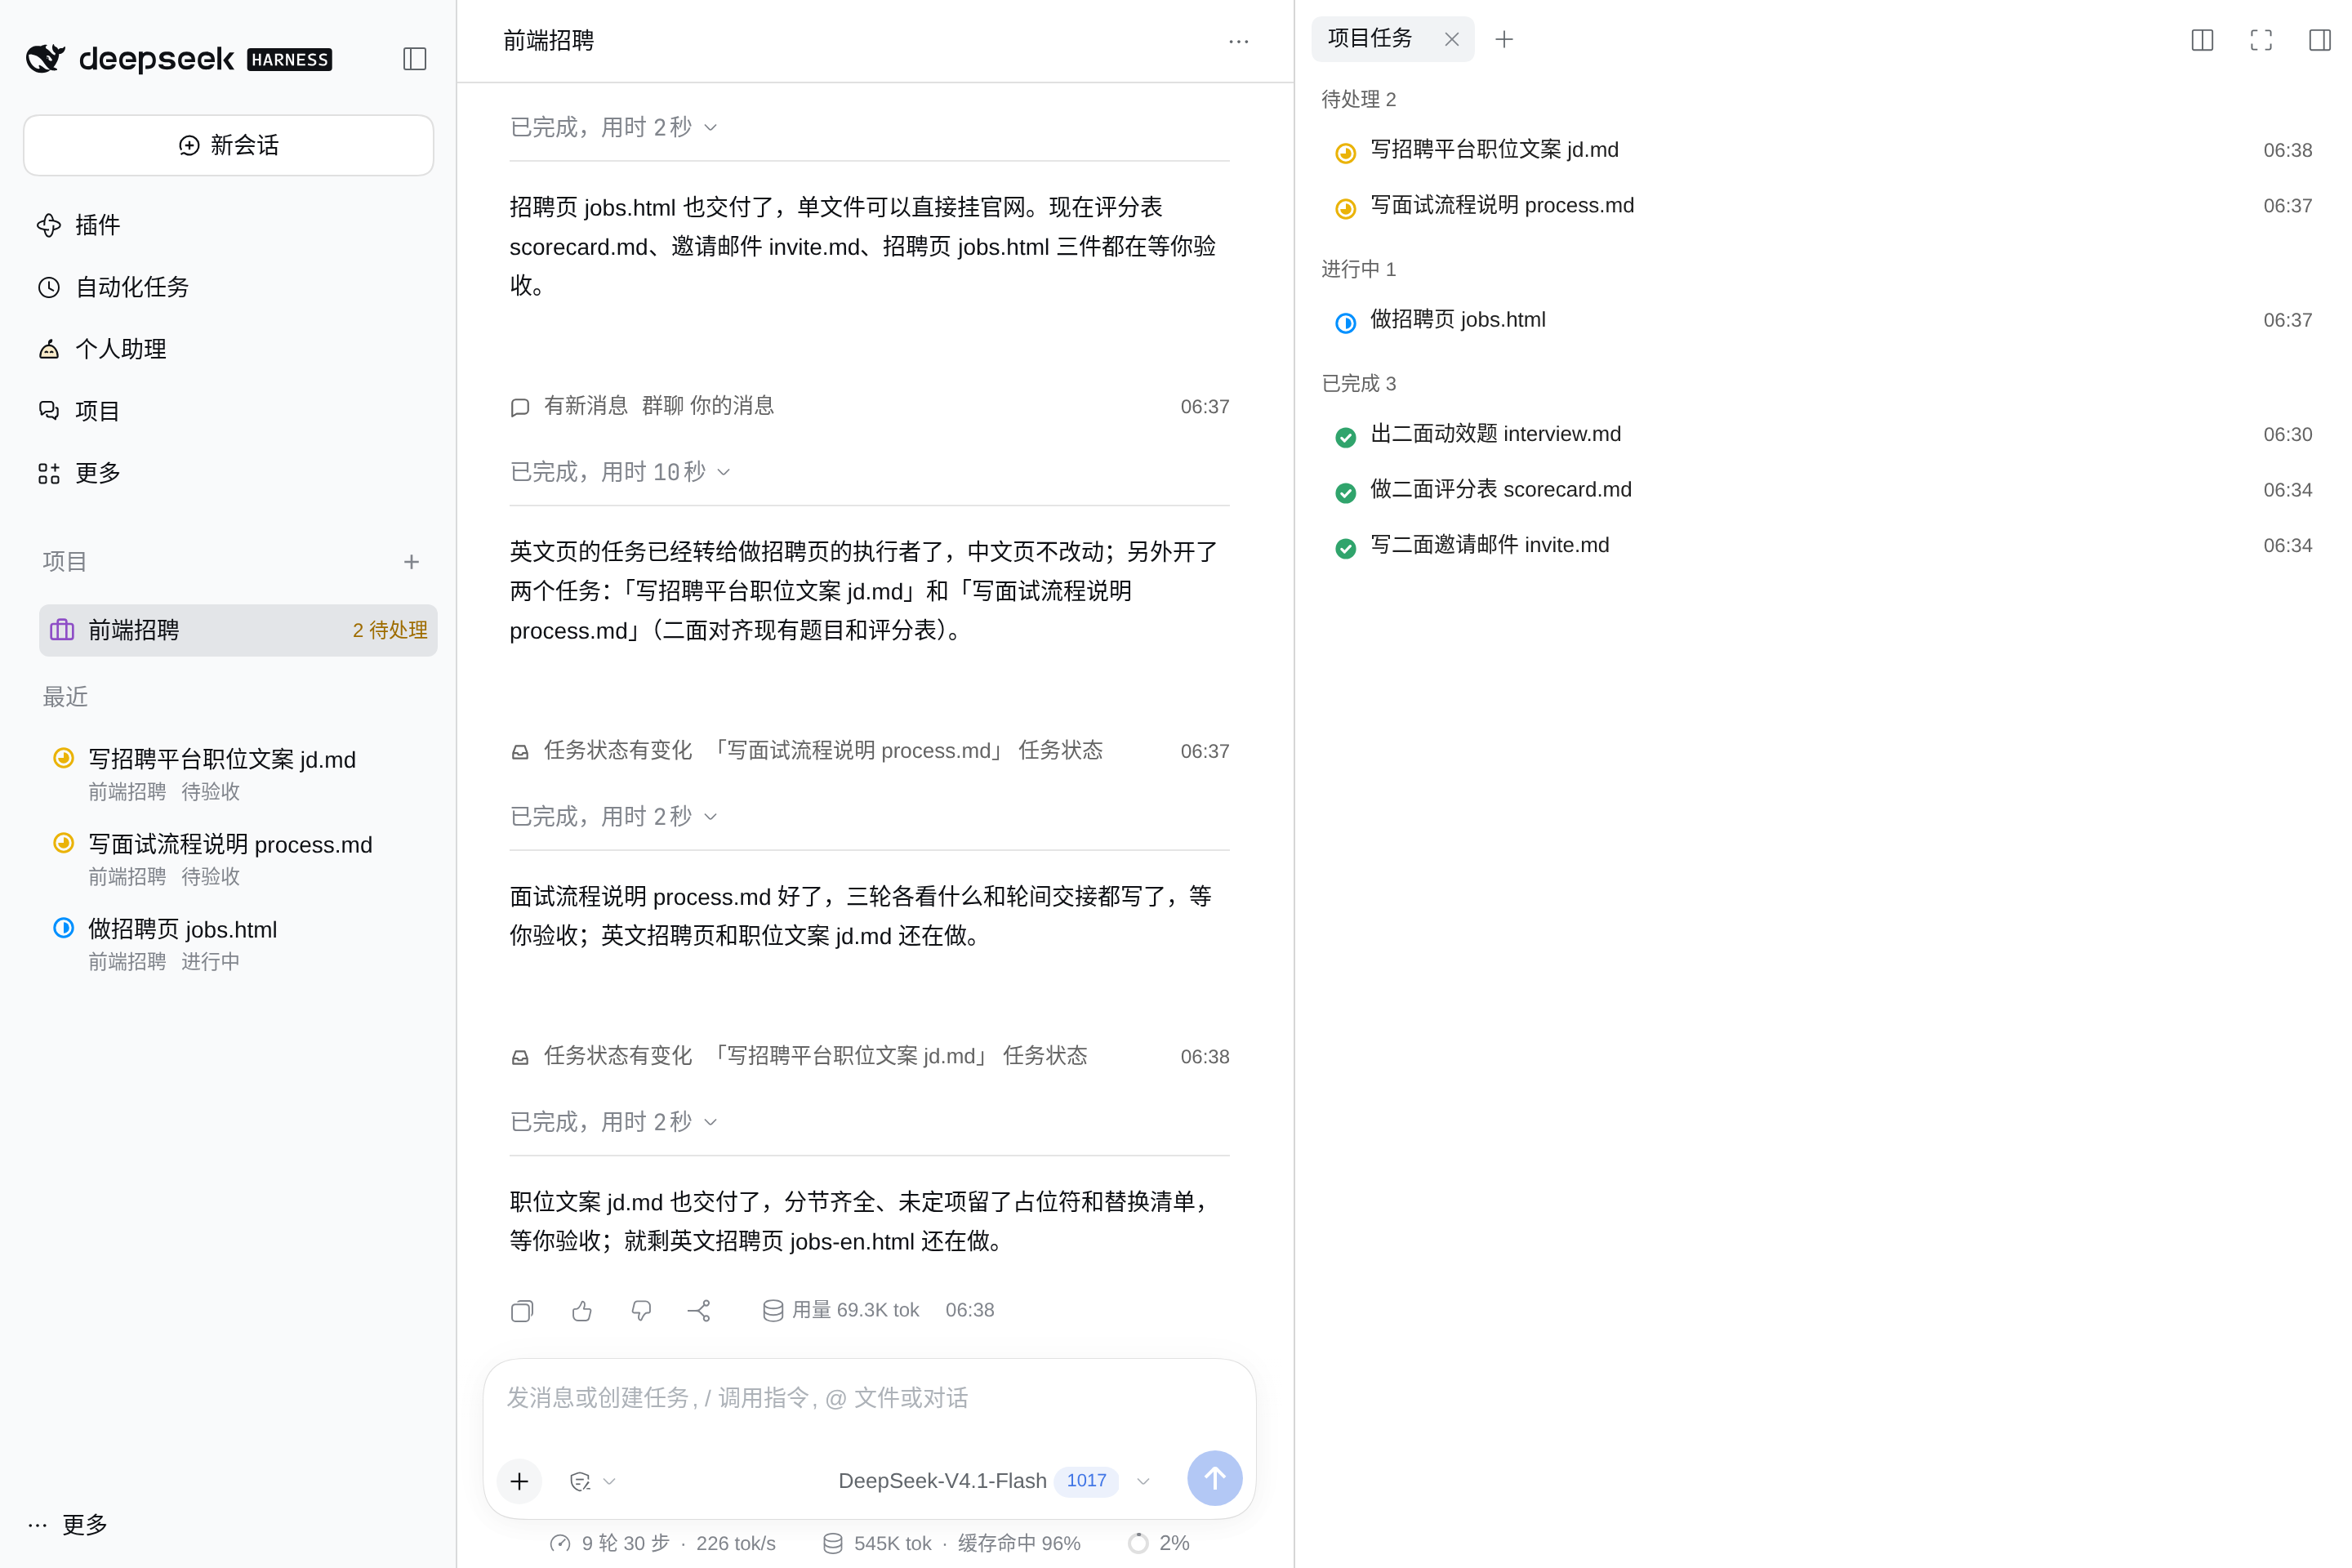 deepseek HARNESS
新会话
插件
自动化任务
个人助理
项目
更多
项目
前端招聘 2 待处理
最近
写招聘平台职位文案 jd.md
前端招聘 待验收
写面试流程说明 process.md
前端招聘 待验收
做招聘页 jobs.html
前端招聘 进行中
更多
前端招聘
已完成，用时 2秒
招聘页 jobs.html 也交付了，单文件可以直接挂官网。现在评分表
scorecard.md、邀请邮件 invite.md、招聘页 jobs.html 三件都在等你验
收。
有新消息 群聊 你的消息 06:37
已完成，用时 10秒
英文页的任务已经转给做招聘页的执行者了，中文页不改动；另外开了
两个任务：「写招聘平台职位文案 jd.md」和「写面试流程说明
process.md」（二面对齐现有题目和评分表）。
任务状态有变化 「写面试流程说明 process.md」 任务状态 06:37
已完成，用时 2秒
面试流程说明 process.md 好了，三轮各看什么和轮间交接都写了，等
你验收；英文招聘页和职位文案 jd.md 还在做。
任务状态有变化 「写招聘平台职位文案 jd.md」 任务状态 06:38
已完成，用时 2秒
职位文案 jd.md 也交付了，分节齐全、未定项留了占位符和替换清单，
等你验收；就剩英文招聘页 jobs-en.html 还在做。
用量 69.3K tok 06:38
发消息或创建任务, / 调用指令, @ 文件或对话
DeepSeek-V4.1-Flash 1017
9 轮 30 步 · 226 tok/s 545K tok · 缓存命中 96% 2%
项目任务
待处理 2
写招聘平台职位文案 jd.md 06:38
写面试流程说明 process.md 06:37
进行中 1
做招聘页 jobs.html 06:37
已完成 3
出二面动效题 interview.md 06:30
做二面评分表 scorecard.md 06:34
写二面邀请邮件 invite.md 06:34